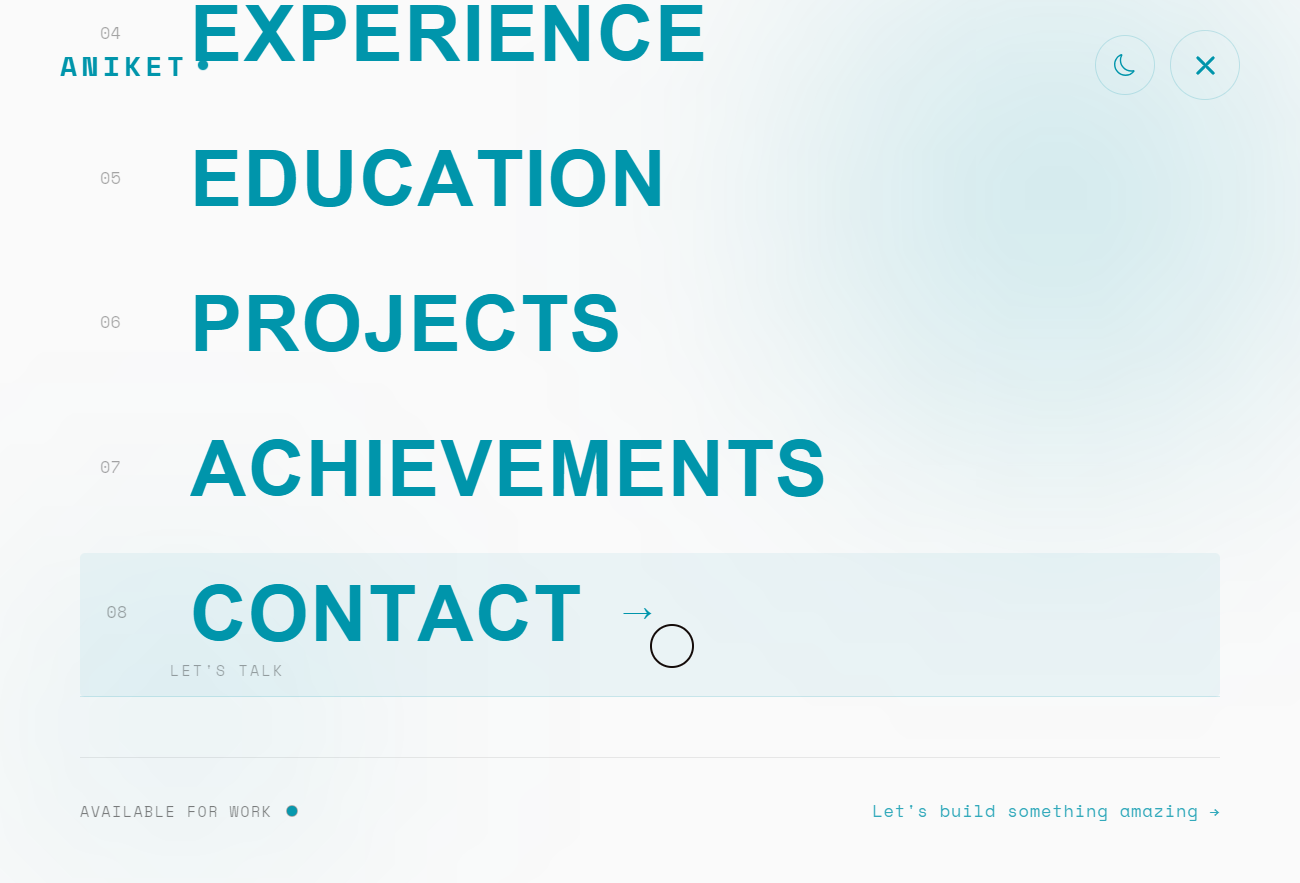 04 EXPERIENCE
ANIKET
05 EDUCATION
06 PROJECTS
07 ACHIEVEMENTS
08 CONTACT →
LET'S TALK
AVAILABLE FOR WORK
Let's build something amazing →